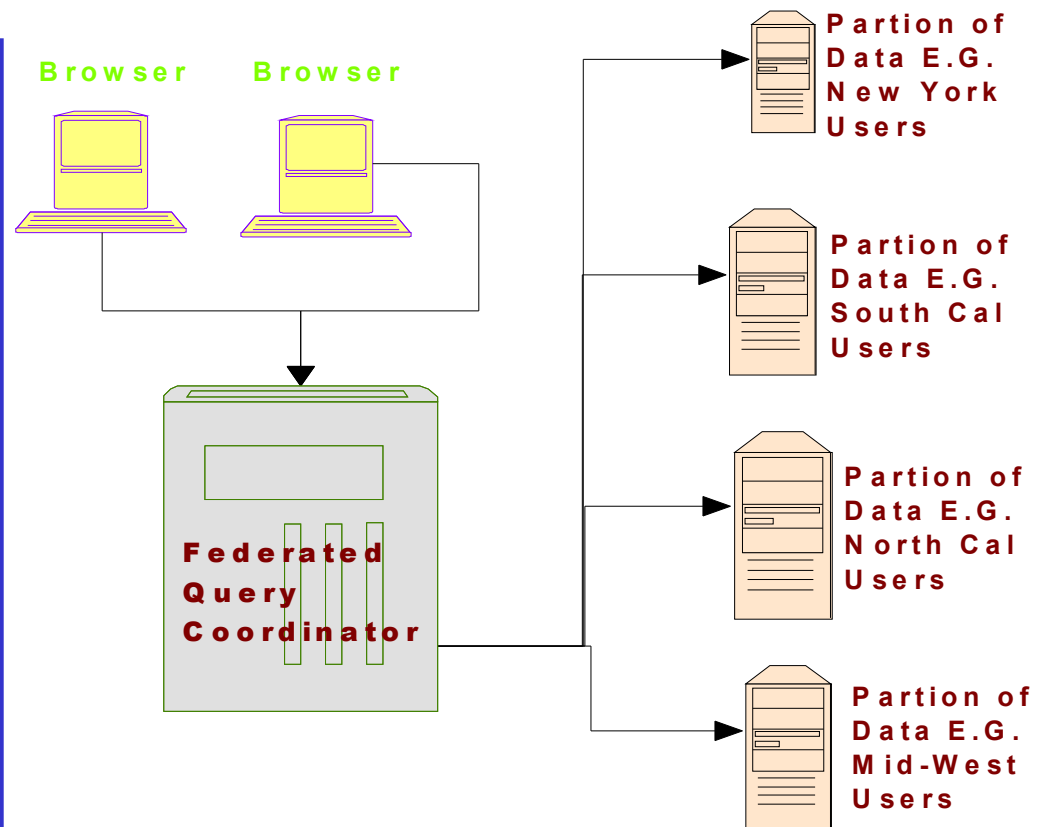 Browser
Browser
Partion of
Data E.G.
New York
Users
Partion of
Data E.G.
South Cal
Users
Federated
Query
Coordinator
Partion of
Data E.G.
North Cal
Users
Partion of
Data E.G.
Mid-West
Users